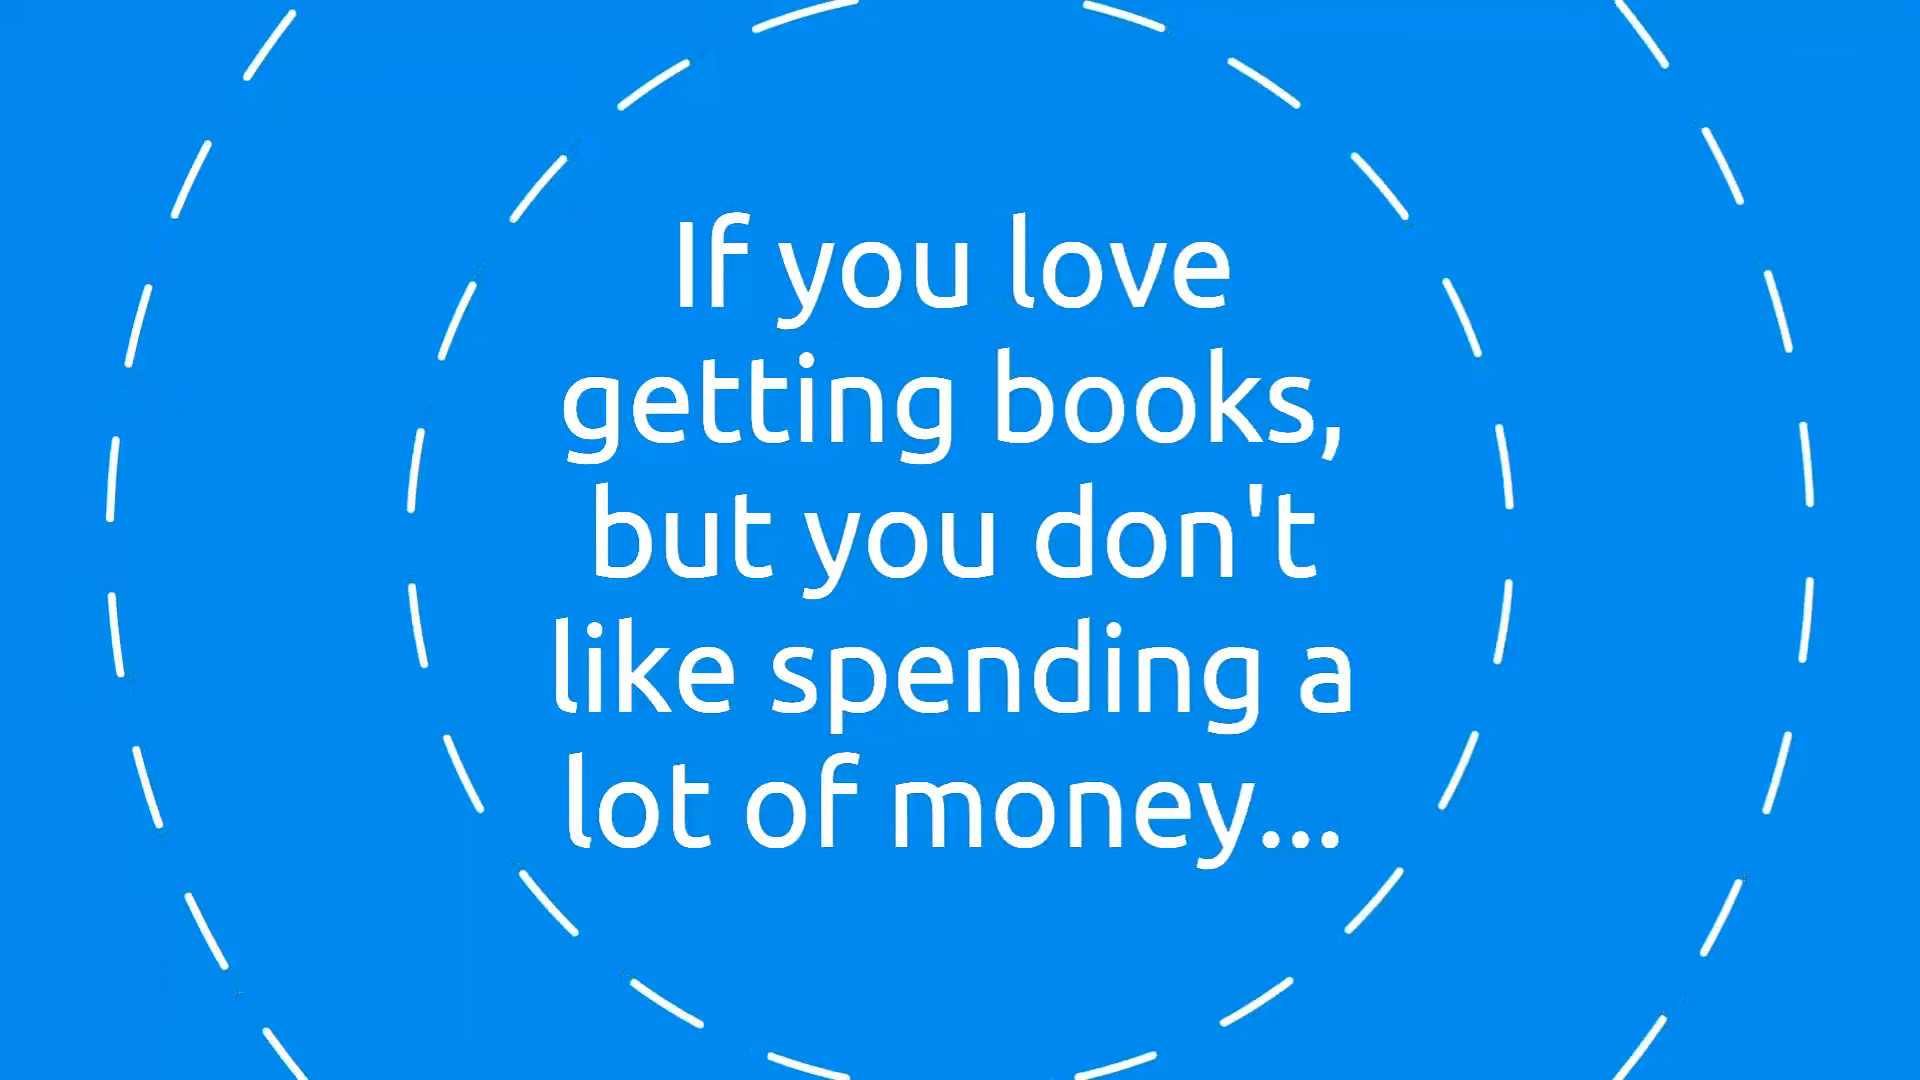 If you love
getting books,
but you don't
like spending a
lot of money...